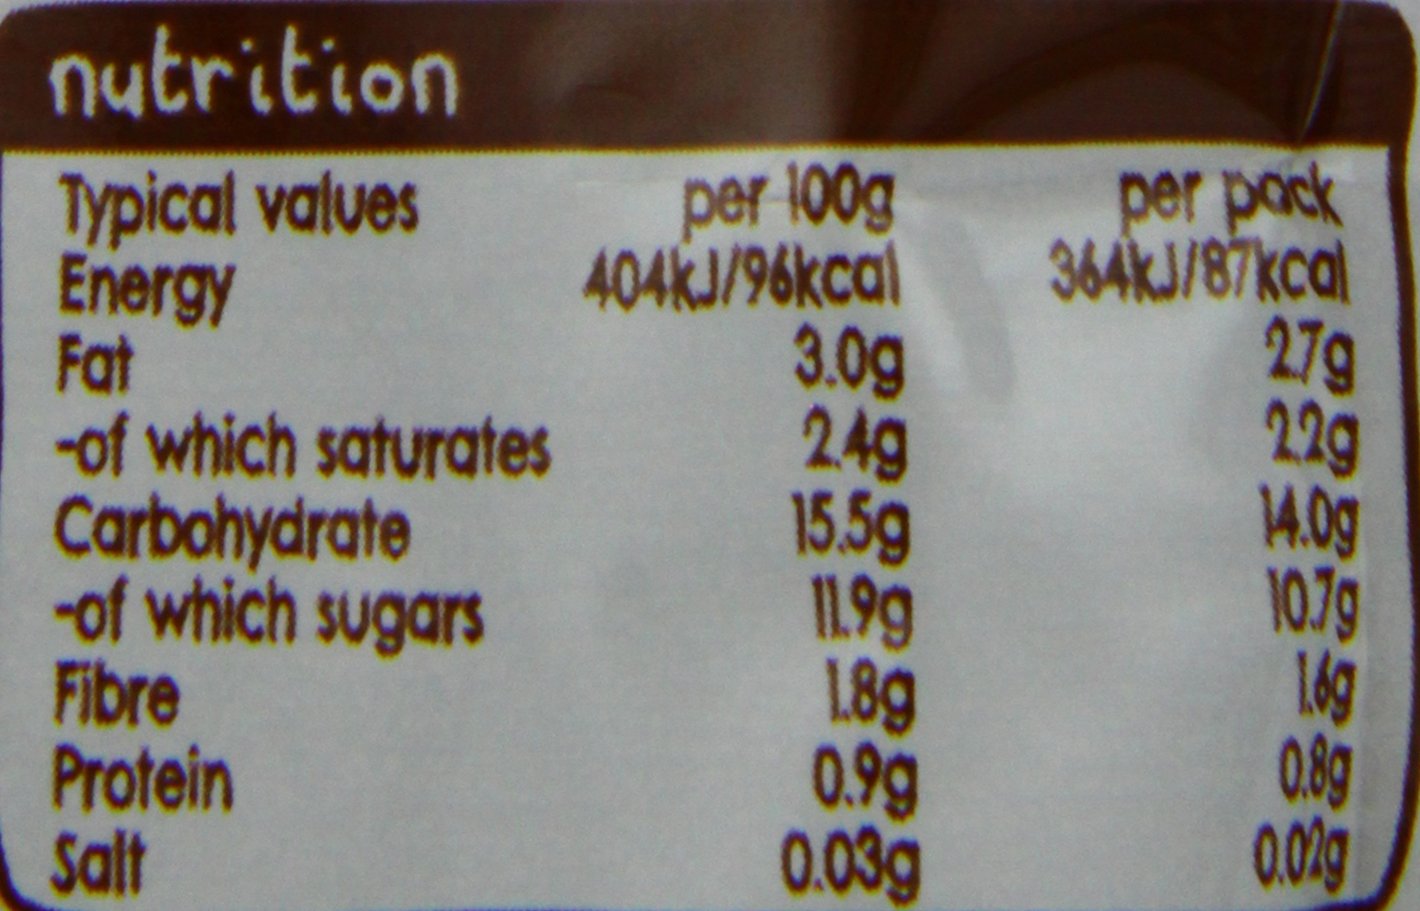 nutrition
Typical values per 100g per pack
Energy 404kJ/96kcal 364kJ/87kcal
Fat 3.0g 2.7g
-of which saturates 2.4g 2.2g
Carbohydrate 15.5g 14.0g
-of which sugars 11.9g 10.7g
Fibre 1.8g 1.6g
Protein 0.9g 0.8g
Salt 0.03g 0.02g